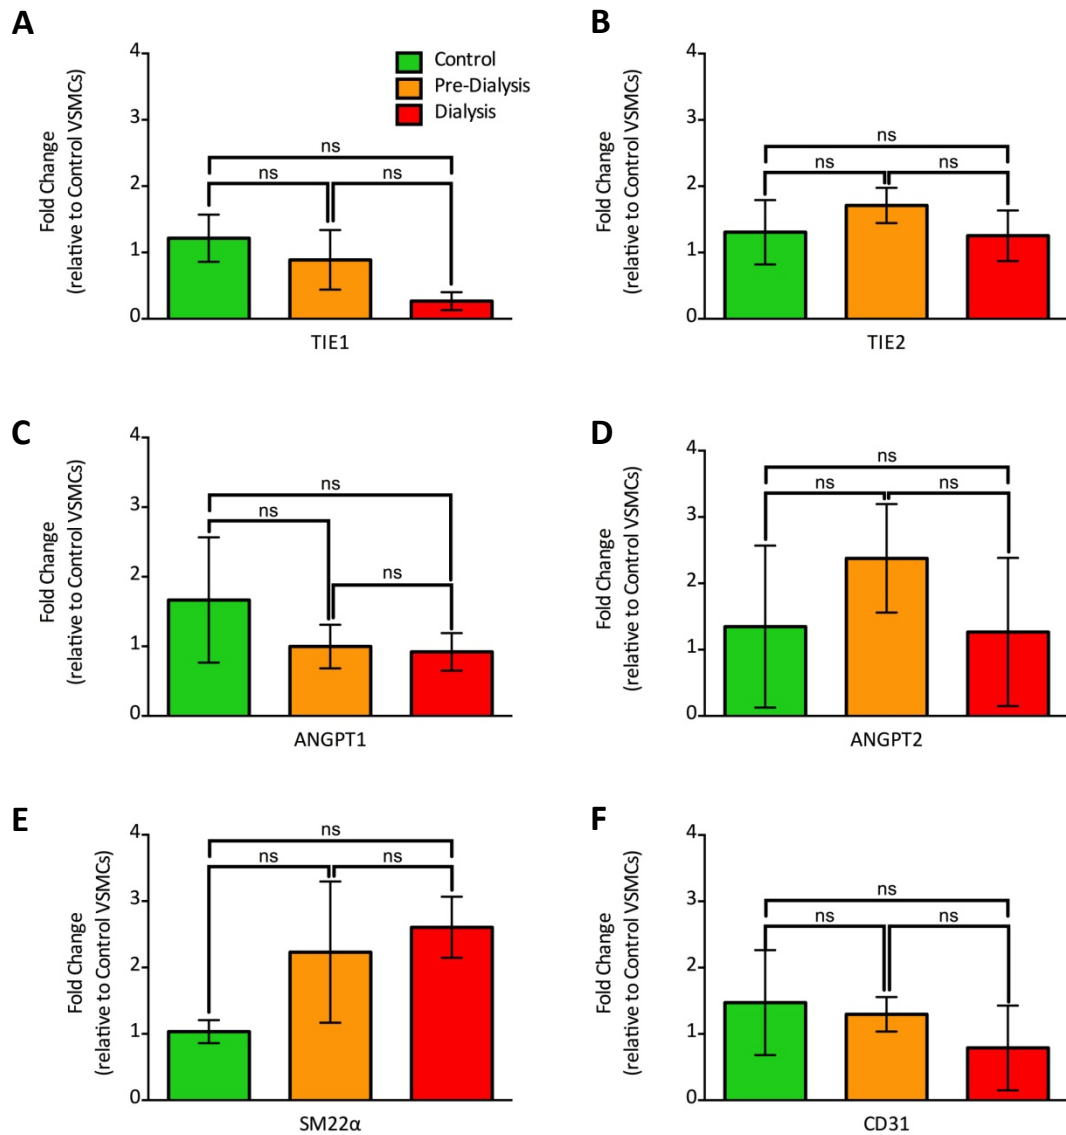 A
Fold Change
(relative to Control VSMCs)
4
3
2
1
0
Control
Pre-Dialysis
Dialysis
ns
ns
ns
TIE1
B
Fold Change
(relative to Control VSMCs)
4
3
2
1
0
ns
ns
ns
TIE2
C
Fold Change
(relative to Control VSMCs)
4
3
2
1
0
ns
ns
ns
ANGPT1
D
Fold Change
(relative to Control VSMCs)
4
3
2
1
0
ns
ns
ns
ANGPT2
E
Fold Change
(relative to Control VSMCs)
4
3
2
1
0
ns
ns
ns
SM22α
F
Fold Change
(relative to Control VSMCs)
4
3
2
1
0
ns
ns
ns
CD31